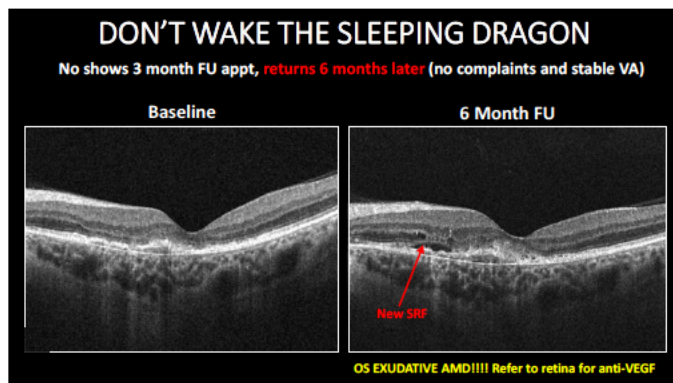 DON'T WAKE THE SLEEPING DRAGON
No shows 3 month FU appt, returns 6 months later (no complaints and stable VA)
Baseline
6 Month FU
New SRF
OS EXUDATIVE AMD!!!! Refer to retina for anti-VEGF